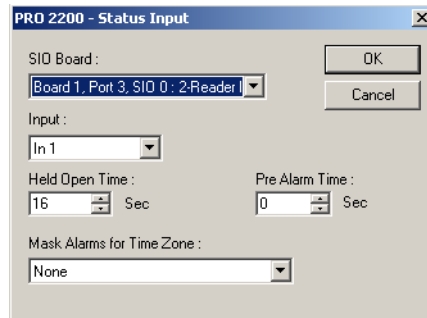 PRO 2200 - Status Input
SIO Board :
OK
Board 1, Port 3, SIO 0 : 2-Reader
Cancel
Input :
In 1
Held Open Time :
Pre Alarm Time :
16 Sec
0 Sec
Mask Alarms for Time Zone :
None